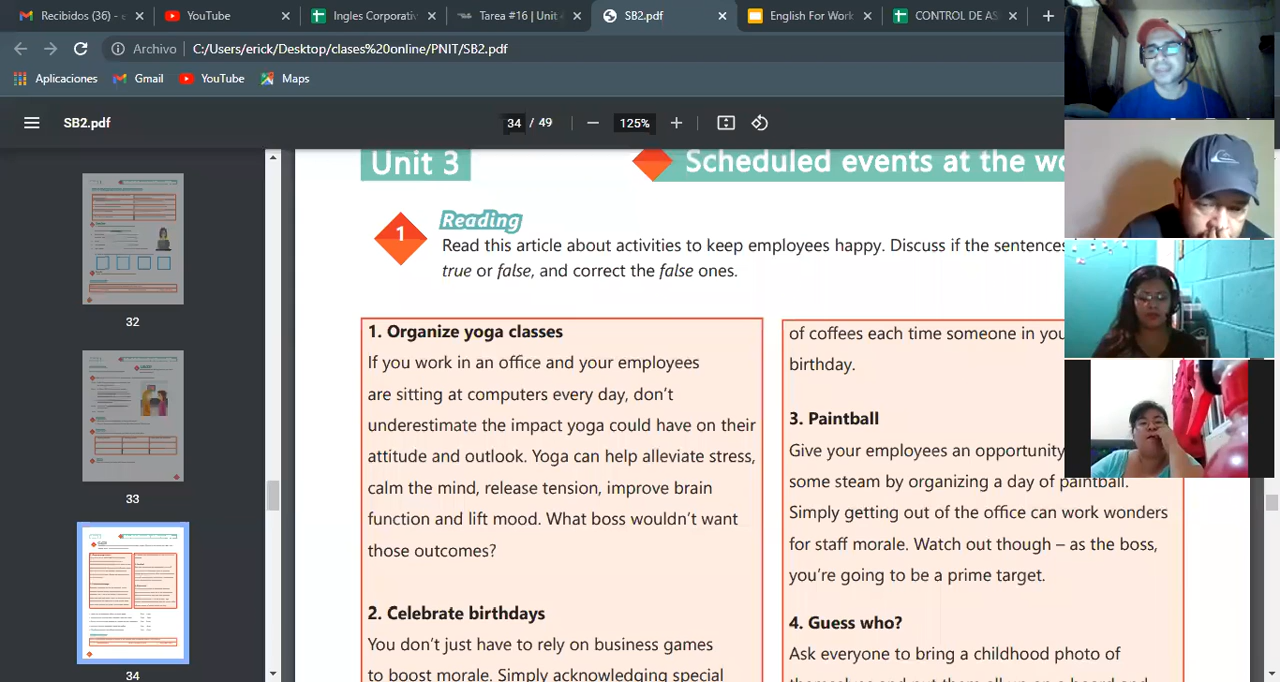 Recibidos (36) - e
YouTube
Ingles Corporativ
Tarea #16 | Unit
SB2.pdf
English For Work
CONTROL DE AS
Archivo
C:/Users/erick/Desktop/clases%20online/PNIT/SB2.pdf
Aplicaciones
Gmail
YouTube
Maps
SB2.pdf
34 / 49
125%
32
33
34
Unit 3
Scheduled events at the wo
1
Reading
Read this article about activities to keep employees happy. Discuss if the sentences
true or false, and correct the false ones.
1. Organize yoga classes
If you work in an office and your employees
are sitting at computers every day, don't
underestinate the impact yoga could have on their
attitude and outlook. Yoga can help alleviate stress,
calm the mind, release tension, improve brain
function and lift mood. What boss wouldn't want
those outcomes?
2. Celebrate birthdays
You don't just have to rely on business games
to boost morale. Simply acknowledging special
of coffees each time someone in you
birthday.
3. Paintball
Give your employees an opportunity
some steam by organizing a day of paintball.
Simply getting out of the office can work wonders
for staff morale. Watch out though – as the boss,
you're going to be a prime target.
4. Guess who?
Ask everyone to bring a childhood photo of